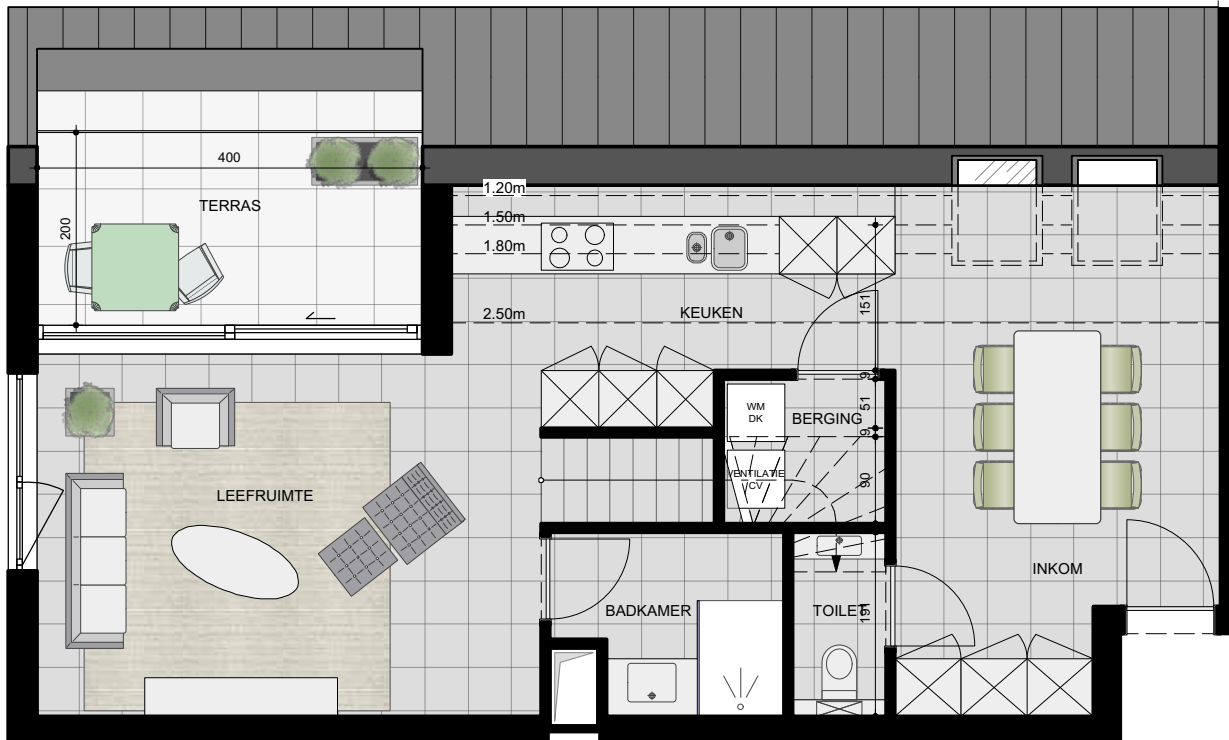 400
TERRAS
200
1.20m
1.50m
1.80m
KEUKEN
2.50m
151
9
51
9
90
WM
DK
BERGING
VENTILATIE
/CV
LEEFRUIMTE
INKOM
BADKAMER
TOILET
191